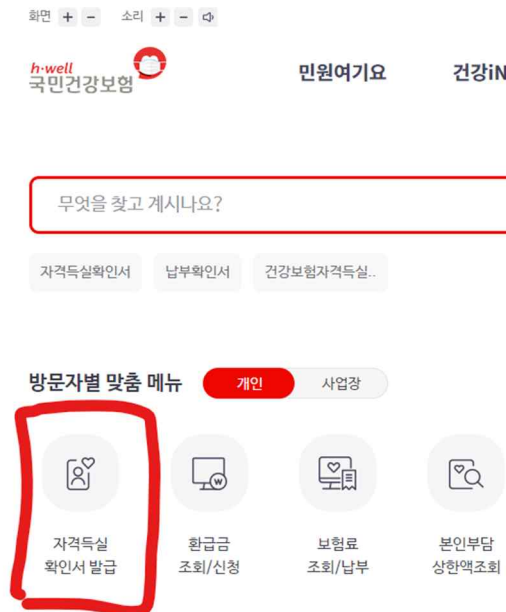 화면 + - 소리 + -
h·well
국민건강보험
민원여기요 건강iN
무엇을 찾고 계시나요?
자격득실확인서 납부확인서 건강보험자격득실..
방문자별 맞춤 메뉴 개인 사업장
자격득실 환급금 보험료 본인부담
확인서 발급 조회/신청 조회/납부 상한액조회